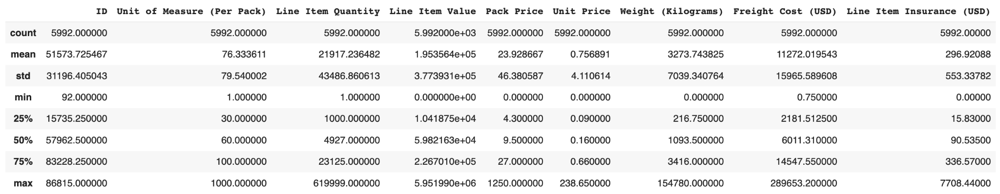 ID Unit of Measure (Per Pack) Line Item Quantity Line Item Value Pack Price Unit Price Weight (Kilograms) Freight Cost (USD) Line Item Insurance (USD)
count 5992.000000 5992.000000 5992.000000 5.992000e+03 5992.000000 5992.000000 5992.000000 5992.000000 5992.00000
mean 51573.725467 76.333611 21917.236482 1.953564e+05 23.928667 0.756891 3273.743825 11272.019543 296.92088
std 31196.405043 79.540002 43486.860613 3.773931e+05 46.380587 4.110614 7039.340764 15965.589608 553.33782
min 92.000000 1.000000 1.000000 0.000000e+00 0.000000 0.000000 0.000000 0.750000 0.00000
25% 15735.250000 30.000000 1000.000000 1.041875e+04 4.300000 0.090000 216.750000 2181.512500 15.83000
50% 57962.500000 60.000000 4927.000000 5.982163e+04 9.500000 0.160000 1093.500000 6011.310000 90.53500
75% 83228.250000 100.000000 23125.000000 2.267010e+05 27.000000 0.660000 3416.000000 14547.550000 336.57000
max 86815.000000 1000.000000 619999.000000 5.951990e+06 1250.000000 238.650000 154780.000000 289653.200000 7708.44000